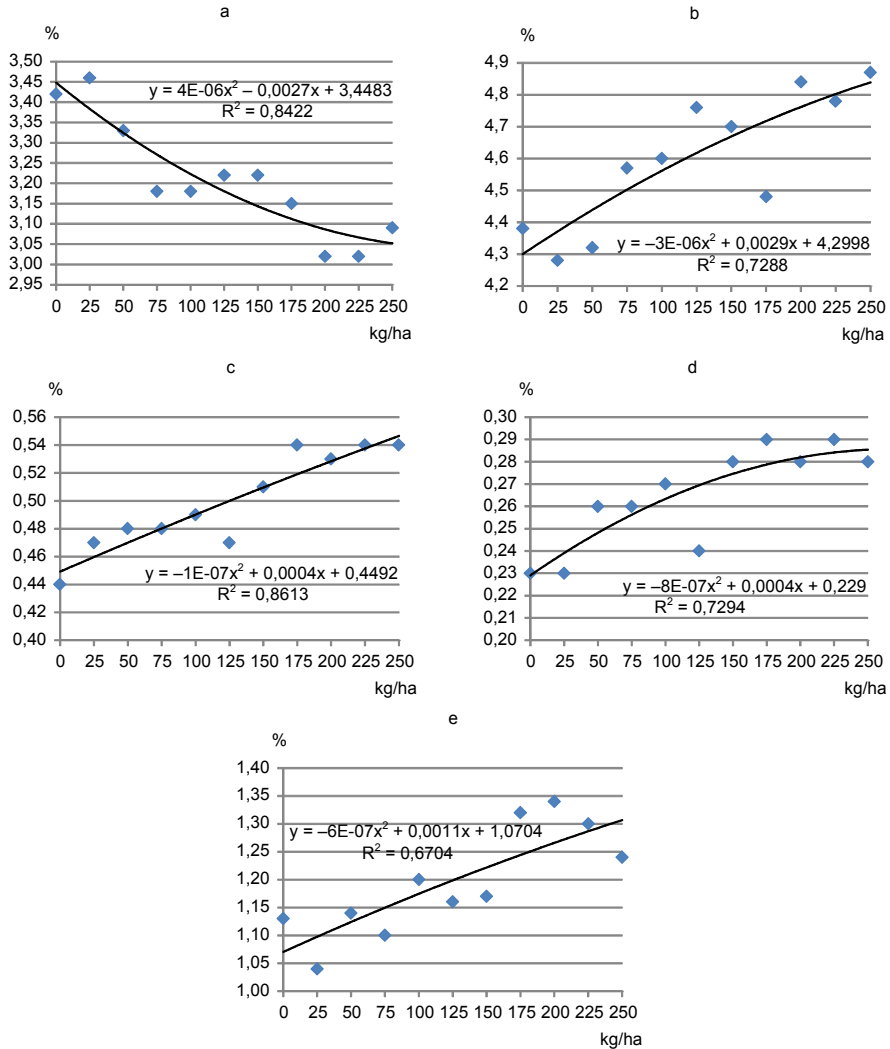 a
%
3,50
3,45
3,40
3,35
3,30
3,25
3,20
3,15
3,10
3,05
3,00
2,95
y = 4E-06x² – 0,0027x + 3,4483
R² = 0,8422
0 25 50 75 100 125 150 175 200 225 250
kg/ha
b
%
4,9
4,8
4,7
4,6
4,5
4,4
4,3
4,2
y = –3E-06x² + 0,0029x + 4,2998
R² = 0,7288
0 25 50 75 100 125 150 175 200 225 250
kg/ha
c
%
0,56
0,54
0,52
0,50
0,48
0,46
0,44
0,42
0,40
y = –1E-07x² + 0,0004x + 0,4492
R² = 0,8613
0 25 50 75 100 125 150 175 200 225 250
kg/ha
d
%
0,30
0,29
0,28
0,27
0,26
0,25
0,24
0,23
0,22
0,21
0,20
y = –8E-07x² + 0,0004x + 0,229
R² = 0,7294
0 25 50 75 100 125 150 175 200 225 250
kg/ha
e
%
1,40
1,35
1,30
1,25
1,20
1,15
1,10
1,05
1,00
y = –6E-07x² + 0,0011x + 1,0704
R² = 0,6704
0 25 50 75 100 125 150 175 200 225 250
kg/ha